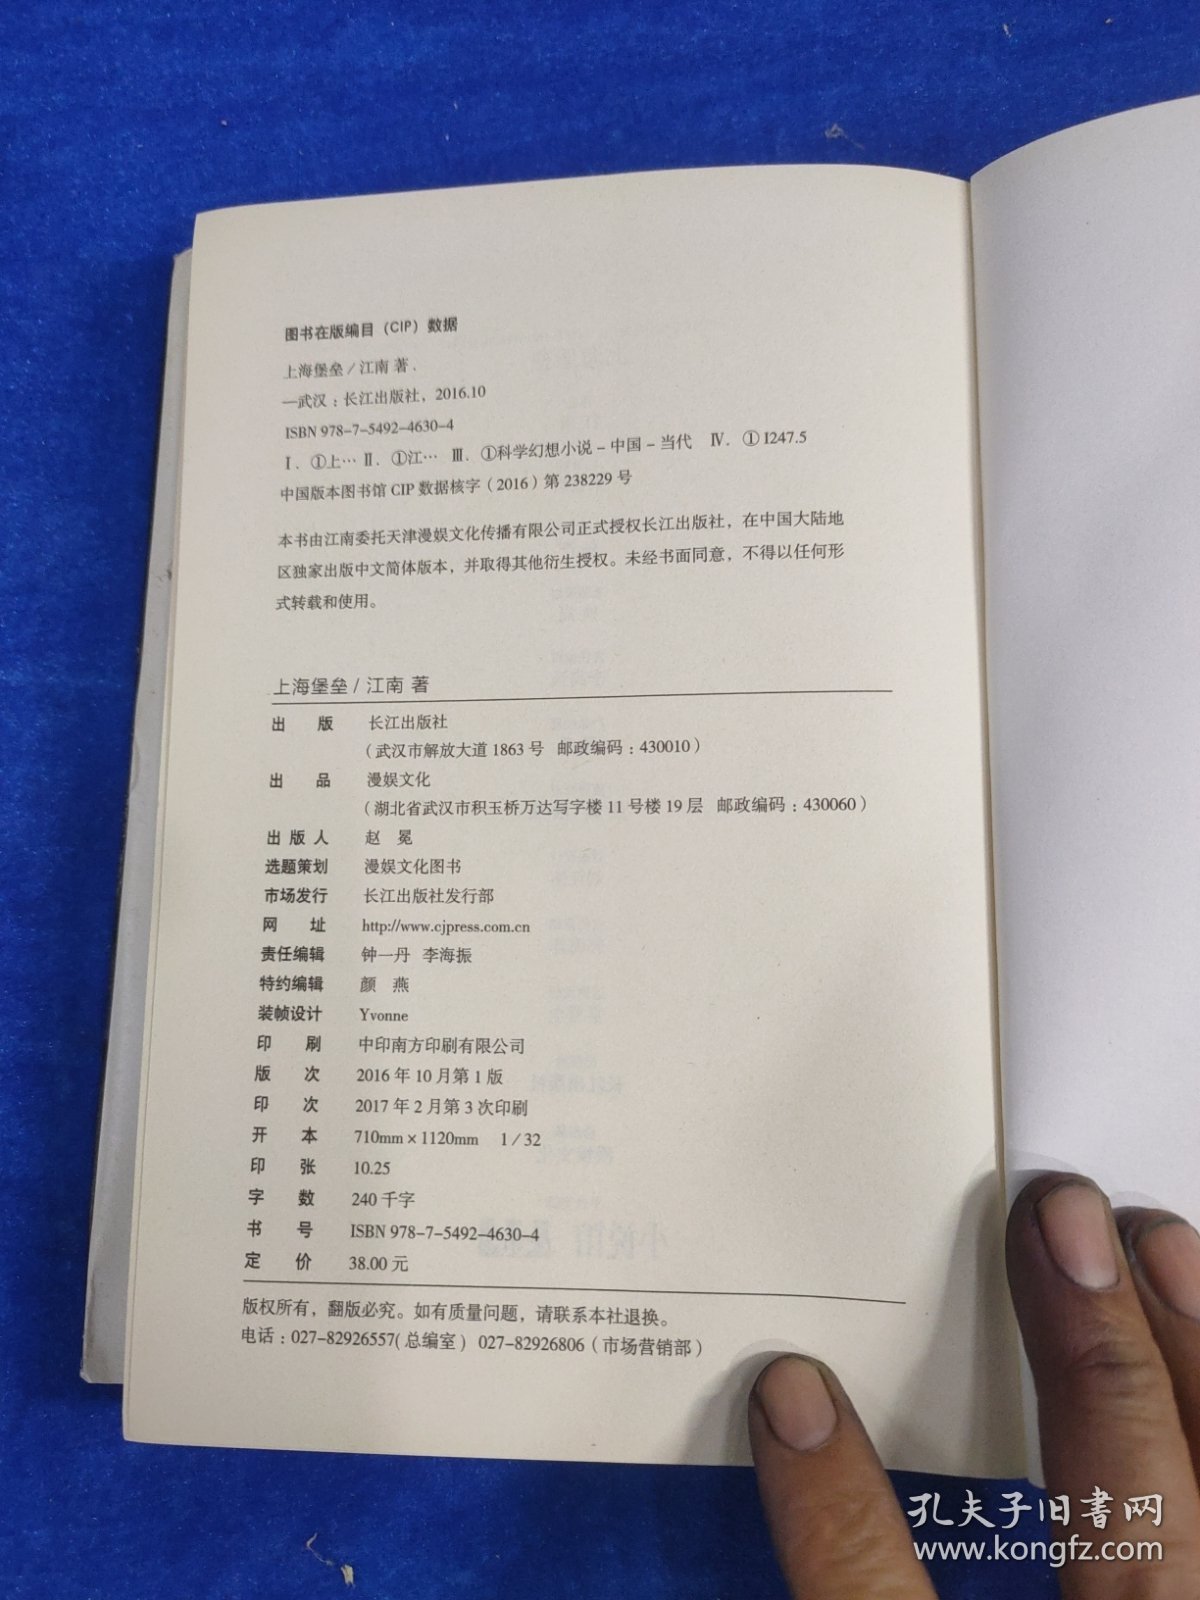 图书在版编目（CIP）数据
上海堡垒 / 江南 著.
—武汉：长江出版社，2016.10
ISBN 978-7-5492-4630-4
Ⅰ. ①上… Ⅱ. ①江… Ⅲ. ①科学幻想小说－中国－当代 Ⅳ. ①I247.5
中国版本图书馆 CIP 数据核字（2016）第 238229 号
本书由江南委托天津漫娱文化传播有限公司正式授权长江出版社，在中国大陆地
区独家出版中文简体版本，并取得其他衍生授权。未经书面同意，不得以任何形
式转载和使用。
上海堡垒 / 江南 著
出 版 长江出版社
（武汉市解放大道 1863 号 邮政编码：430010）
出 品 漫娱文化
（湖北省武汉市积玉桥万达写字楼 11 号楼 19 层 邮政编码：430060）
出版人 赵 冕
选题策划 漫娱文化图书
市场发行 长江出版社发行部
网 址 http://www.cjpress.com.cn
责任编辑 钟一丹 李海振
特约编辑 颜 燕
装帧设计 Yvonne
印 刷 中印南方印刷有限公司
版 次 2016 年 10 月第 1 版
印 次 2017 年 2 月第 3 次印刷
开 本 710mm × 1120mm 1/32
印 张 10.25
字 数 240 千字
书 号 ISBN 978-7-5492-4630-4
定 价 38.00 元
版权所有，翻版必究。如有质量问题，请联系本社退换。
电话：027-82926557（总编室） 027-82926806（市场营销部）
孔夫子旧书网
www.kongfz.com